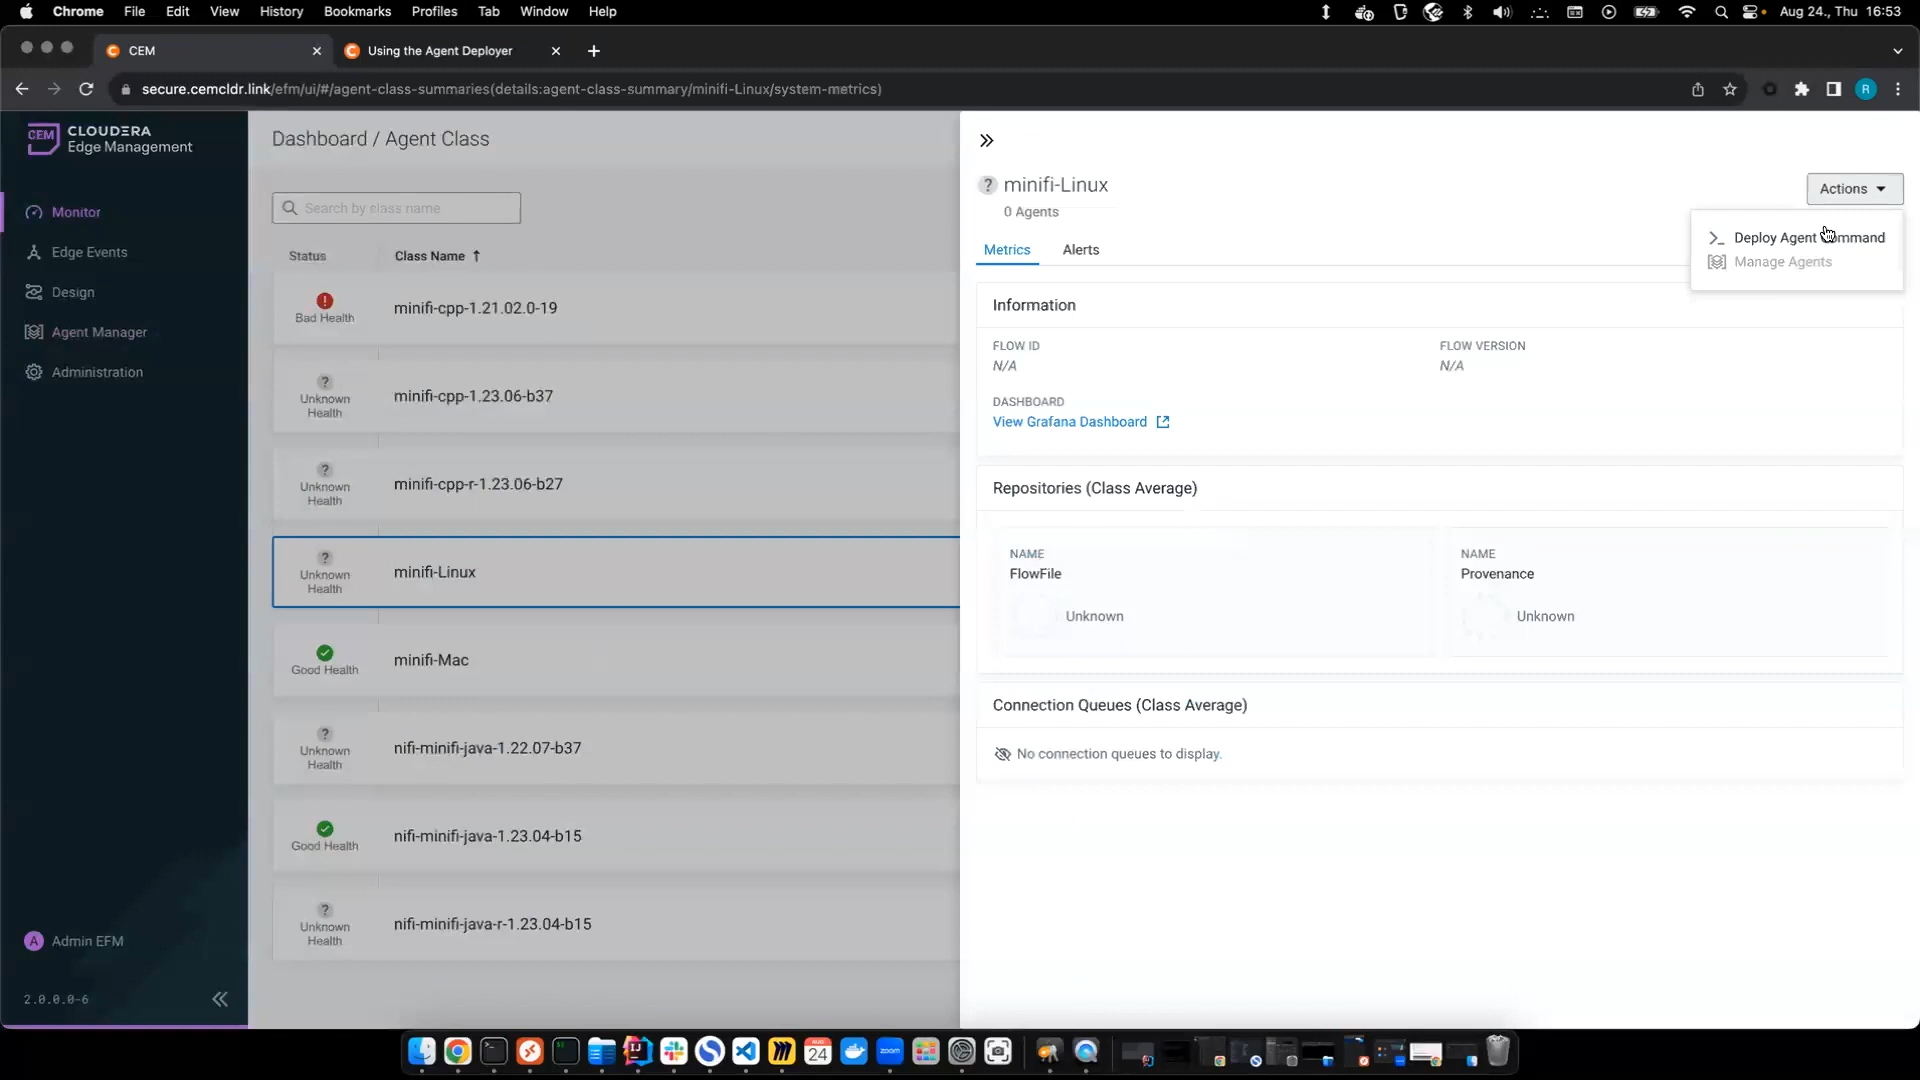 Chrome File Edit View History Bookmarks Profiles Tab Window Help
Aug 24., Thu 16:53
CEM
Using the Agent Deployer
secure.cemcldr.link/efm/ui/#/agent-class-summaries(details:agent-class-summary/minifi-Linux/system-metrics)
R
CEM
CLOUDERA
Edge Management
Monitor
Edge Events
Design
Agent Manager
Administration
A
Admin EFM
2.0.0.0-6
Dashboard / Agent Class
Search by class name
Status
Class Name
Bad Health
minifi-cpp-1.21.02.0-19
Unknown
Health
minifi-cpp-1.23.06-b37
Unknown
Health
minifi-cpp-r-1.23.06-b27
Unknown
Health
minifi-Linux
Good Health
minifi-Mac
Unknown
Health
nifi-minifi-java-1.22.07-b37
Good Health
nifi-minifi-java-1.23.04-b15
Unknown
Health
nifi-minifi-java-r-1.23.04-b15
minifi-Linux
0 Agents
Actions
Deploy Agent Command
Manage Agents
Metrics
Alerts
Information
FLOW ID
N/A
FLOW VERSION
N/A
DASHBOARD
View Grafana Dashboard
Repositories (Class Average)
NAME
FlowFile
Unknown
NAME
Provenance
Unknown
Connection Queues (Class Average)
No connection queues to display.
24
zoom